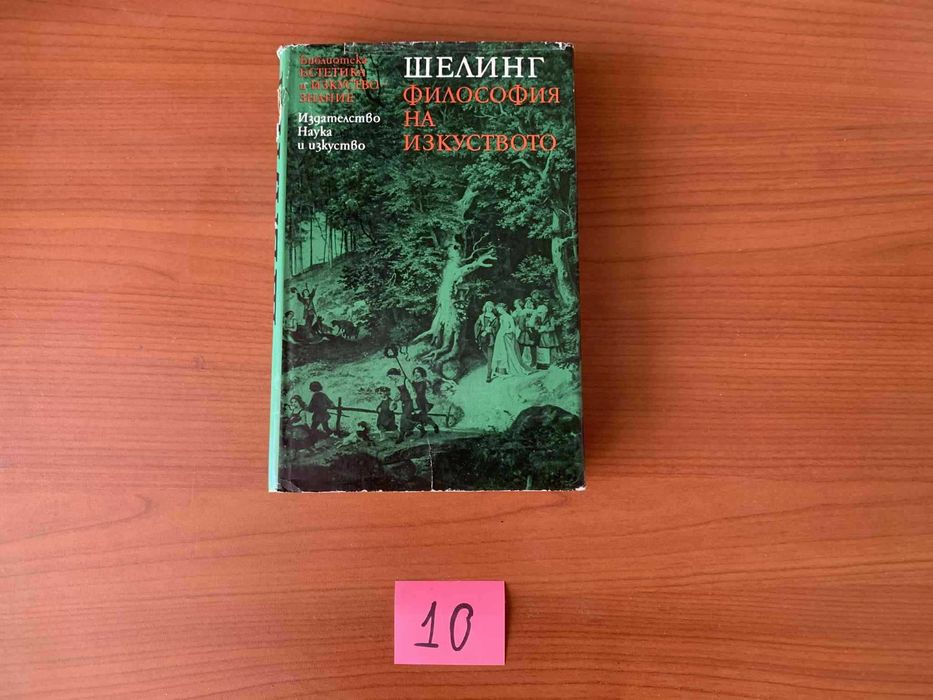 Библиотека
ЕСТЕТИКА
и ИЗКУСТВО-
ЗНАНИЕ
Издателство
Наука
и изкуство
ШЕЛИНГ
ФИЛОСОФИЯ
НА
ИЗКУСТВОТО
10